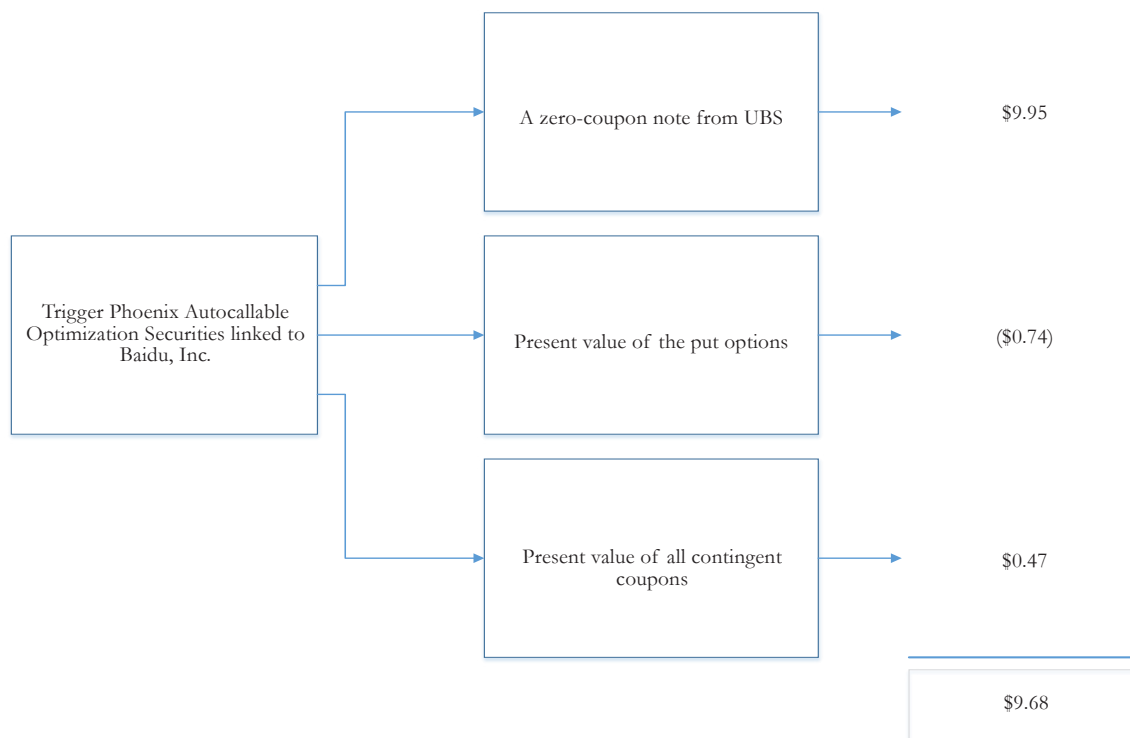 A zero-coupon note from UBS
$9.95
Trigger Phoenix Autocallable
Optimization Securities linked to
Baidu, Inc.
Present value of the put options
($0.74)
Present value of all contingent
coupons
$0.47
$9.68